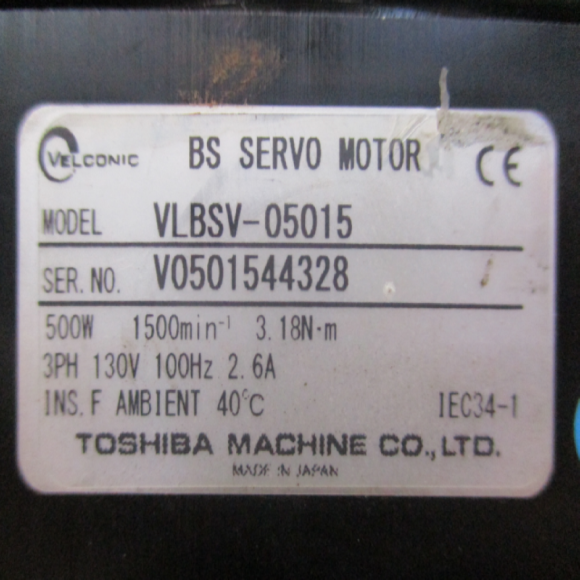 VELCONIC BS SERVO MOTOR CE
MODEL VLBSV-05015
SER. NO. V0501544328
500W 1500min⁻¹ 3.18N·m
3PH 130V 100Hz 2.6A
INS. F AMBIENT 40℃ IEC34-1
TOSHIBA MACHINE CO., LTD.
MADE IN JAPAN